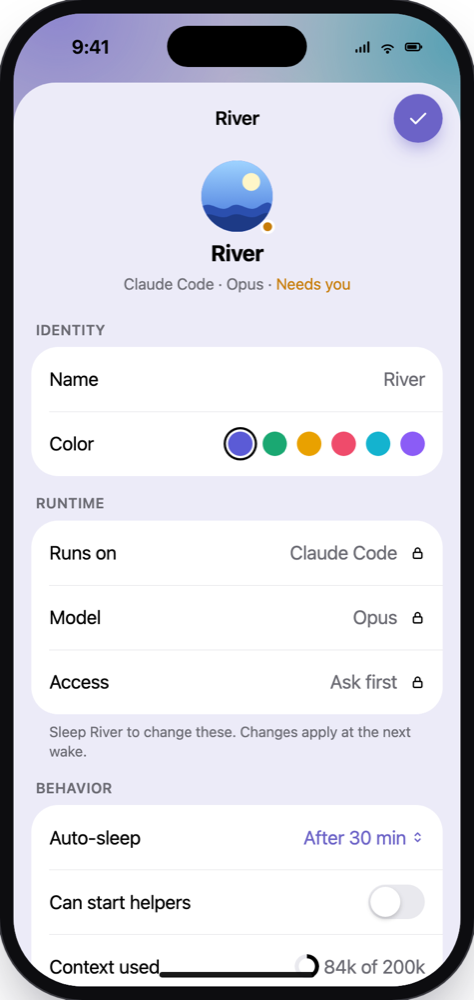 9:41
River
River
Claude Code · Opus · Needs you
IDENTITY
Name River
Color
RUNTIME
Runs on Claude Code
Model Opus
Access Ask first
Sleep River to change these. Changes apply at the next
wake.
BEHAVIOR
Auto-sleep After 30 min
Can start helpers
Context used 84k of 200k